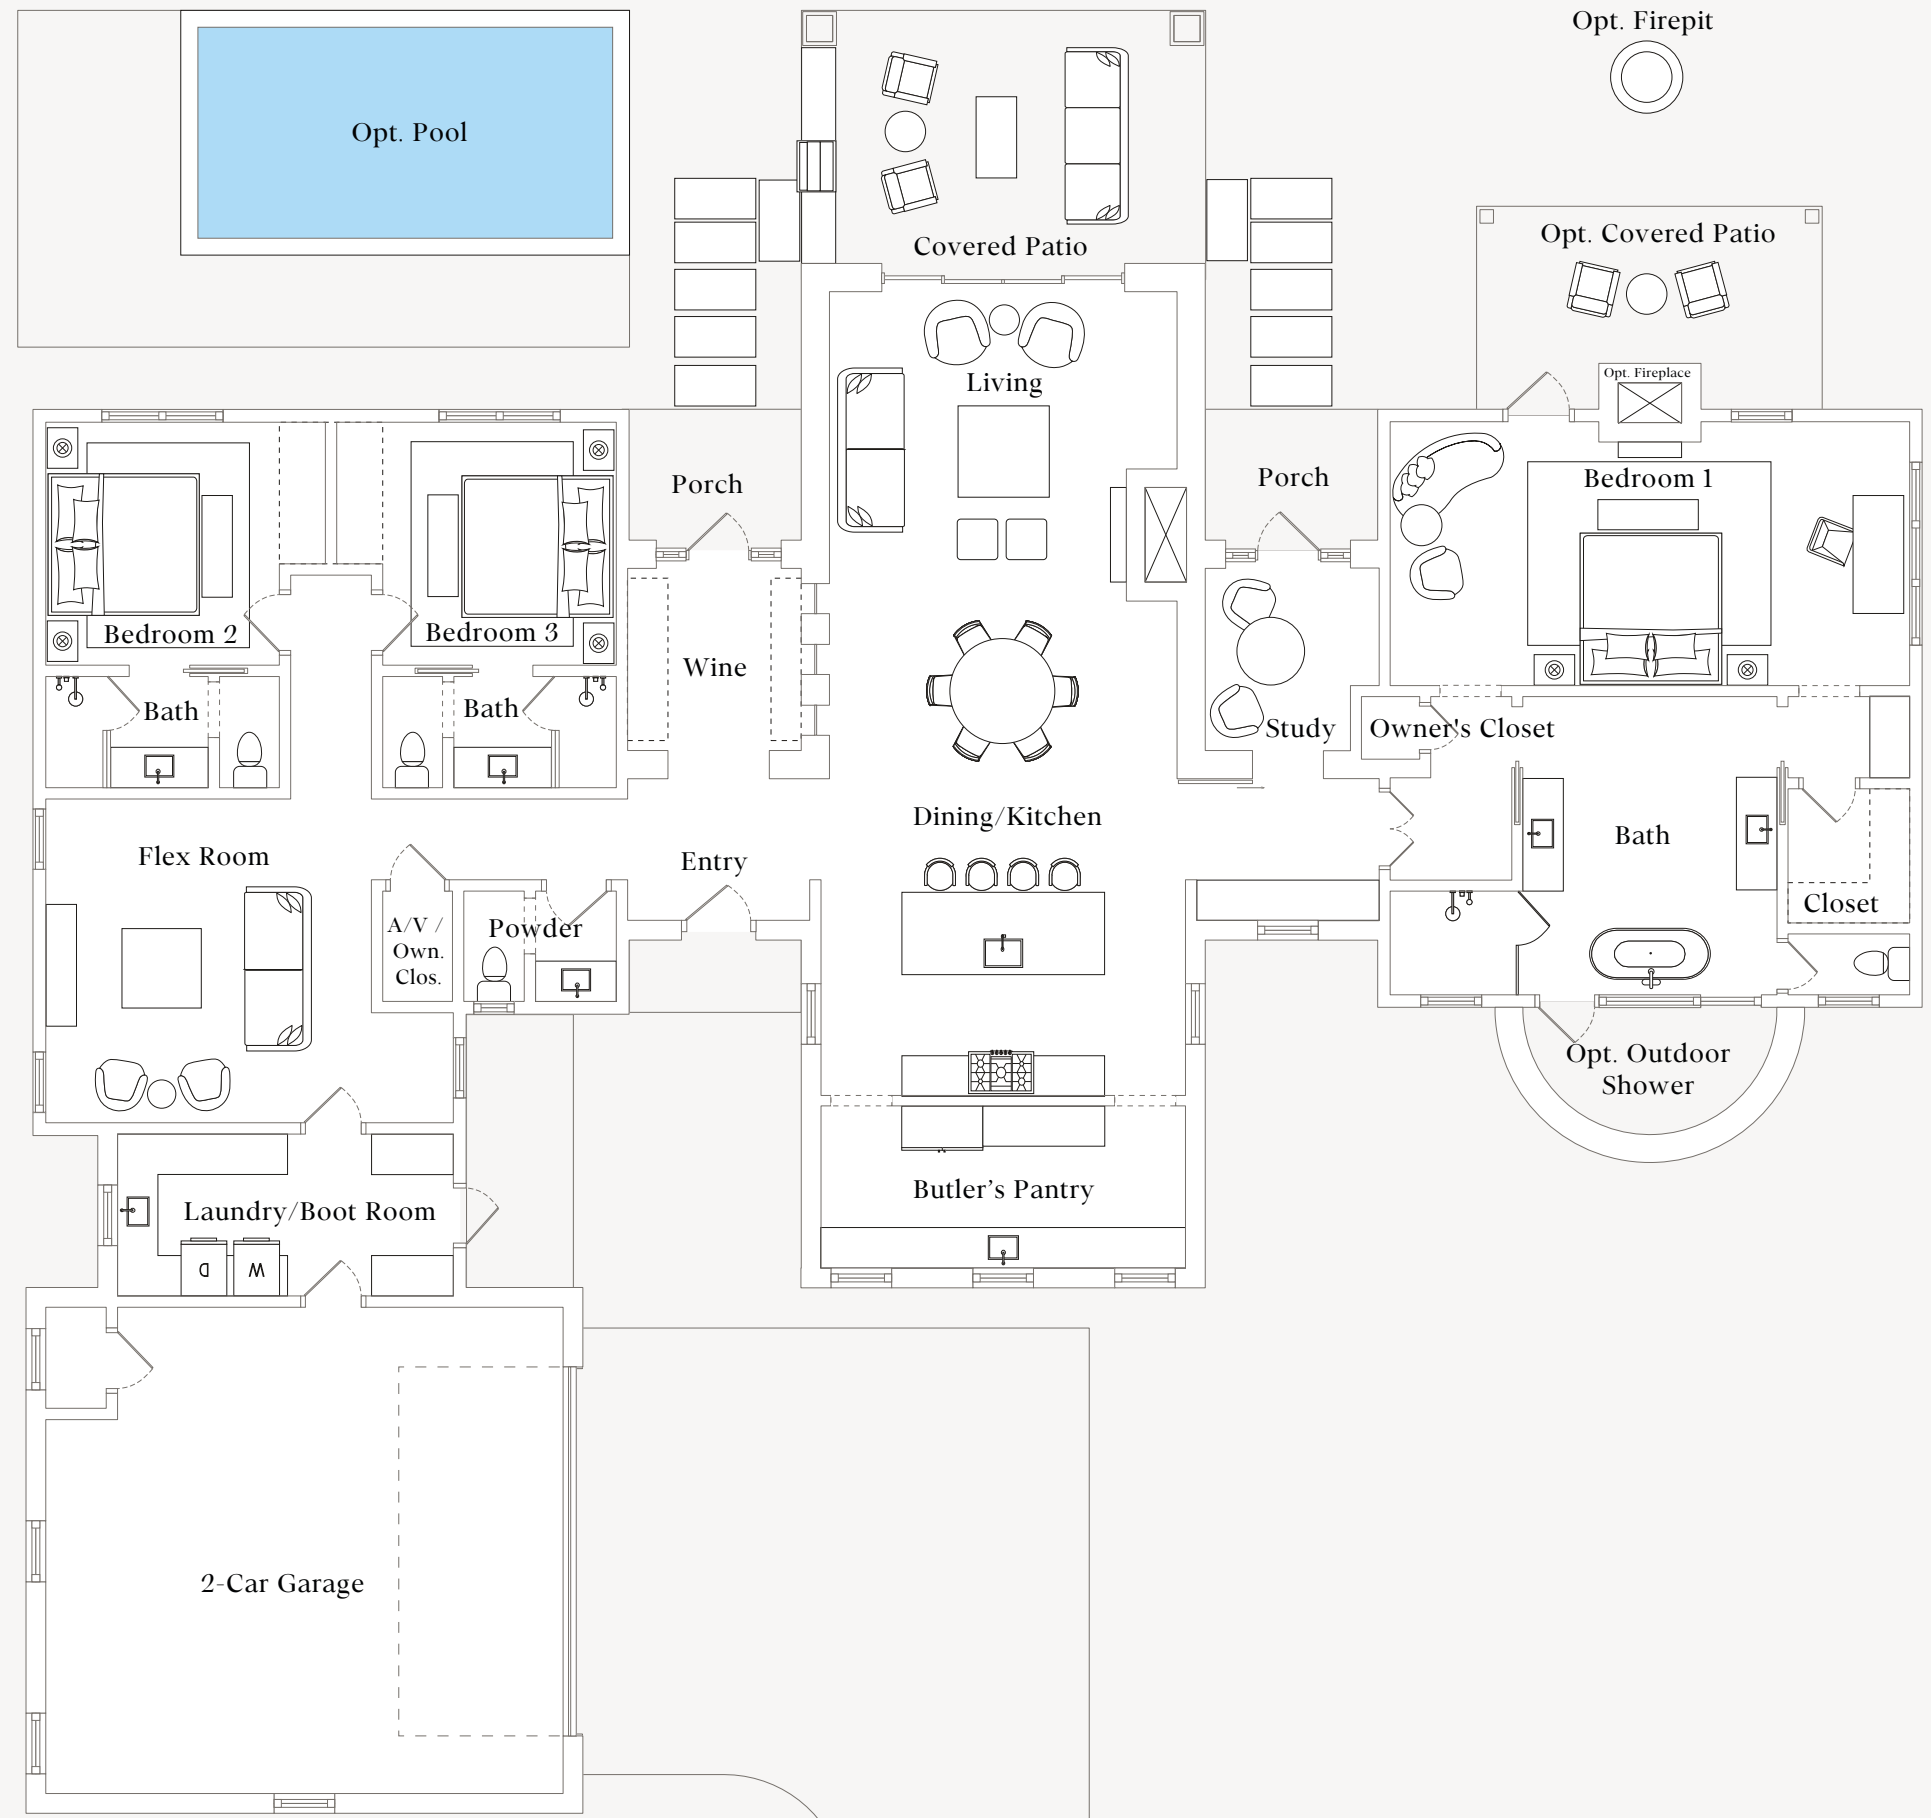 Opt. Firepit
Opt. Pool
Covered Patio
Opt. Covered Patio
Opt. Fireplace
Living
Porch
Porch
Bedroom 1
Bedroom 2
Bedroom 3
Wine
Bath
Bath
Study
Owner's Closet
Dining/Kitchen
Bath
Flex Room
Entry
Closet
A/V /
Own.
Clos.
Powder
Opt. Outdoor
Shower
Butler’s Pantry
Laundry/Boot Room
D
W
2-Car Garage